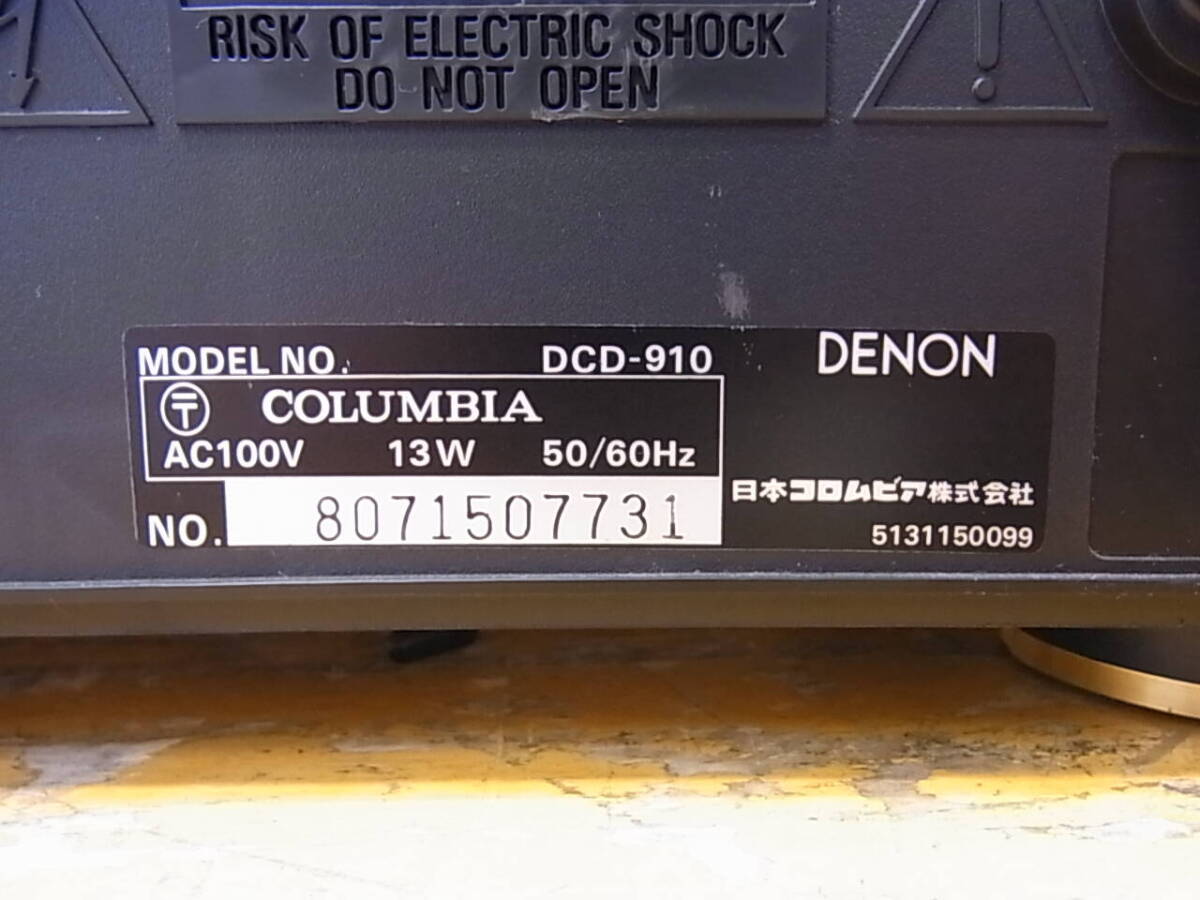 RISK OF ELECTRIC SHOCK
DO NOT OPEN
MODEL NO. DCD-910
DENON
〒 COLUMBIA
AC100V 13W 50/60Hz
NO. 8071507731
日本コロムビア株式会社
5131150099